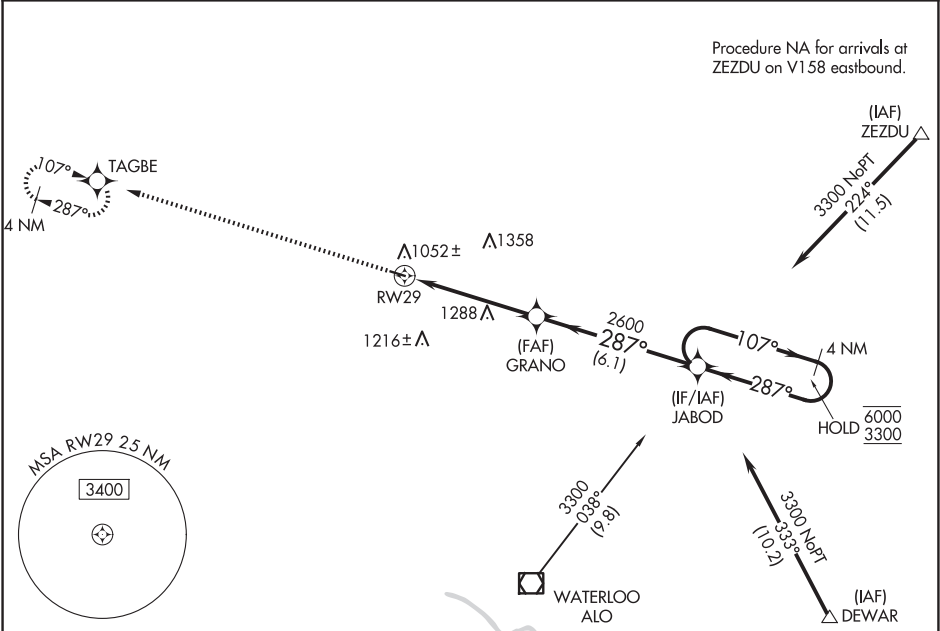 Procedure NA for arrivals at
ZEZDU on V158 eastbound.
(IAF)
ZEZDU
3300 NoPT
224°
(11.5)
107°
TAGBE
287°
4 NM
1052±
1358
RW29
1288
1216±
(FAF)
GRANO
2600
287°
(6.1)
107°
4 NM
287°
(IF/IAF)
JABOD
HOLD
6000
3300
MSA RW29 25 NM
3400
3300
038°
(9.8)
3300 NoPT
333°
(10.2)
WATERLOO
ALO
(IAF)
DEWAR